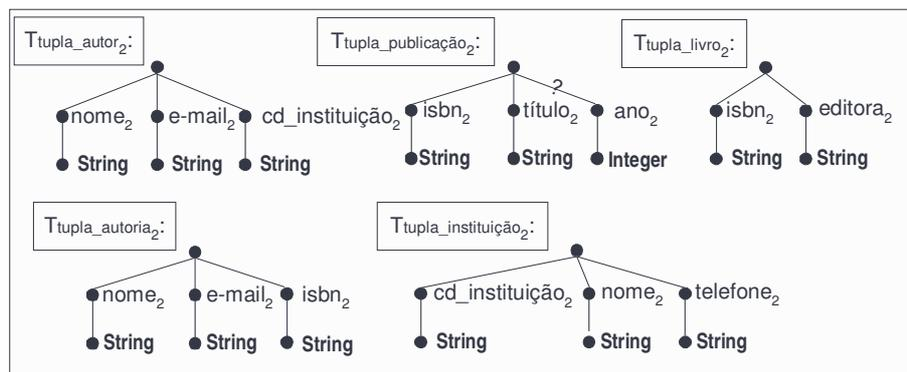 Ttupla_autor2: Ttupla_publicação2: Ttupla_livro2:
?
nome2 e-mail2 cd_instituição2 isbn2 título2 ano2 isbn2 editora2
String String String String String Integer String String
Ttupla_autoria2: Ttupla_instituição2:
nome2 e-mail2 isbn2 cd_instituição2 nome2 telefone2
String String String String String String